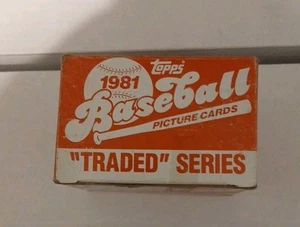 topps
1981
Baseball
PICTURE CARDS
"TRADED" SERIES